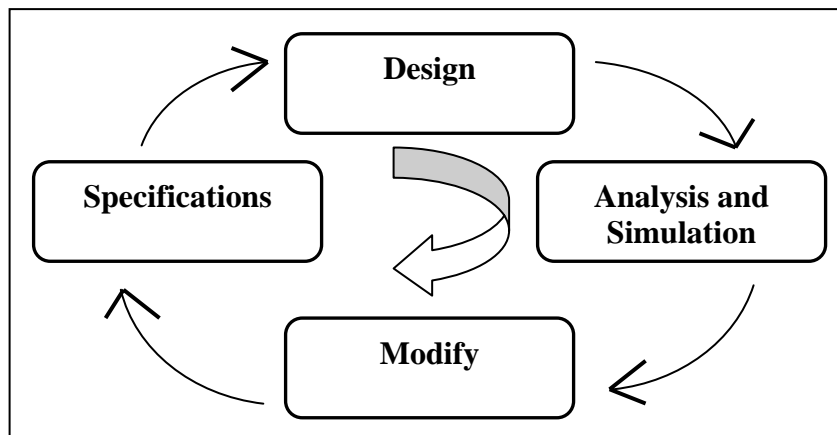 Design
Specifications
Analysis and
Simulation
Modify